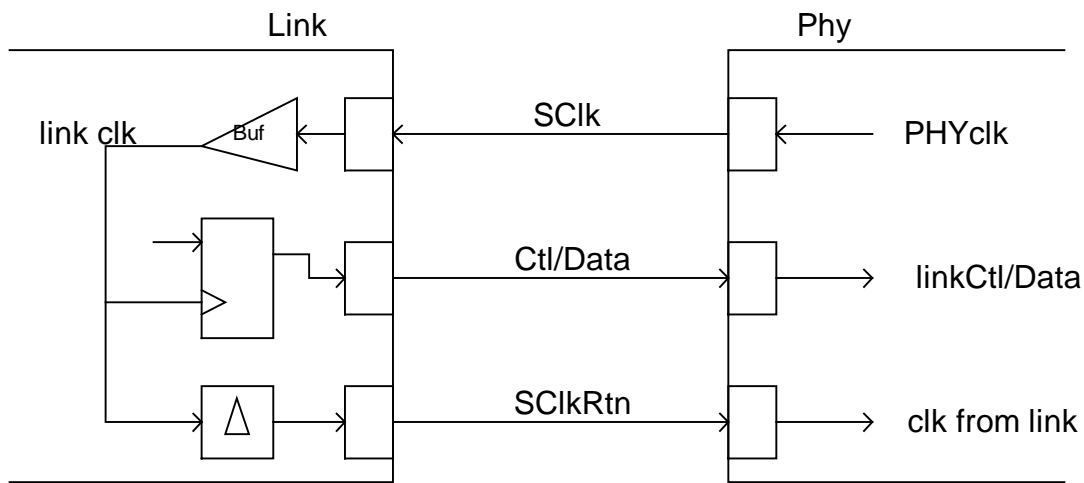 Link
Phy
SClk
link clk
Buf
PHYclk
Ctl/Data
linkCtl/Data
SClkRtn
Δ
clk from link